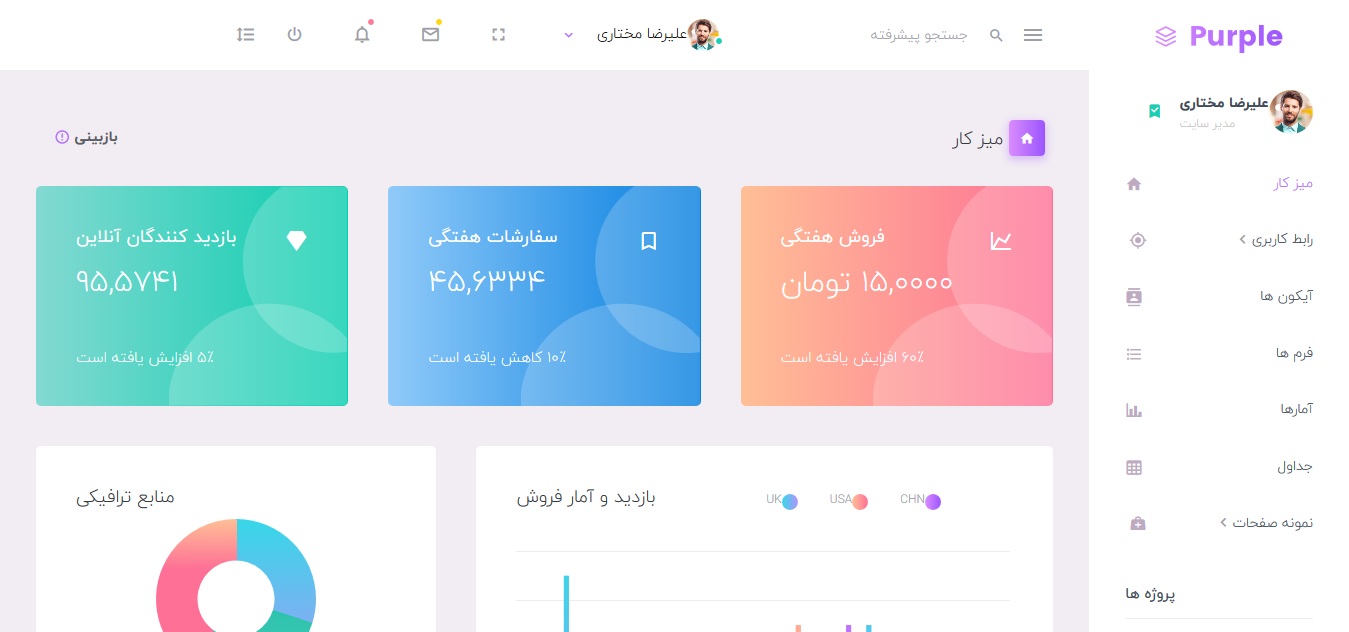 Purple
جستجو پیشرفته
علیرضا مختاری
علیرضا مختاری
مدیر سایت
میز کار
رابط کاربری
آیکون ها
فرم ها
آمارها
جداول
نمونه صفحات
پروژه ها
میز کار
بازبینی
فروش هفتگی
۱۵,۰۰۰۰ تومان
۶۰٪ افزایش یافته است
سفارشات هفتگی
۴۵,۶۳۳۴
۱۰٪ کاهش یافته است
بازدید کنندگان آنلاین
۹۵,۵۷۴۱
۵٪ افزایش یافته است
بازدید و آمار فروش
CHN
USA
UK
منابع ترافیکی